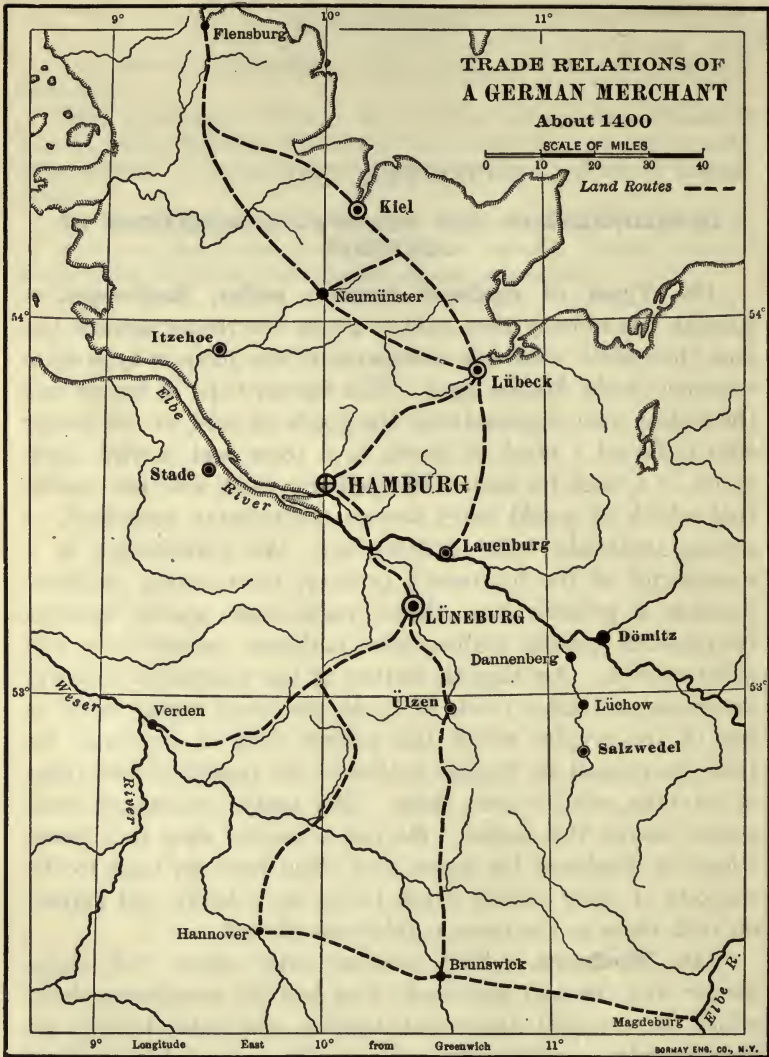 9° 10° 11°
Flensburg
TRADE RELATIONS OF
A GERMAN MERCHANT
About 1400
SCALE OF MILES
0 10 20 30 40
Land Routes
Kiel
Neumünster
54° 54°
Itzehoe
Lübeck
Elbe
River
Stade
HAMBURG
Lauenburg
LÜNEBURG
Dömitz
Dannenberg
53° 53°
Weser
River
Verden
Ülzen
Lüchow
Salzwedel
Hannover
Brunswick
Magdeburg
Elbe R.
9° Longitude East 10° from Greenwich 11°
BORMAY ENG. CO., N.Y.